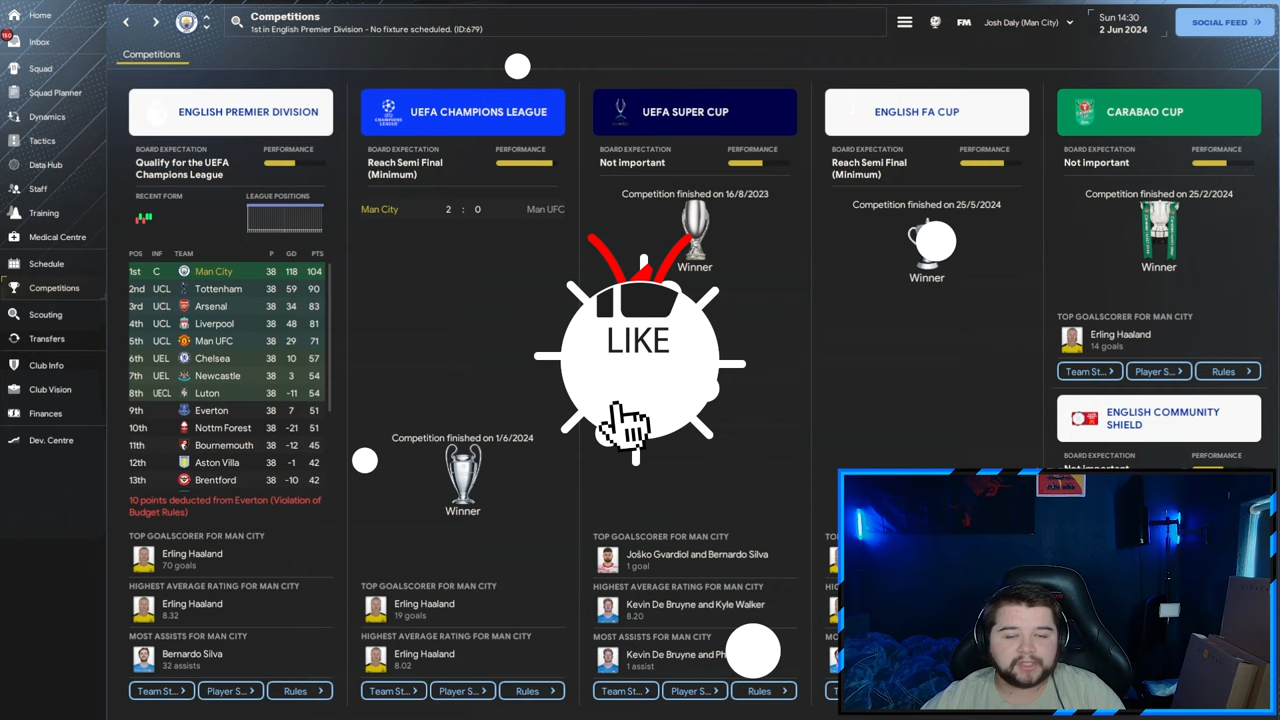 Home
150
Inbox
Squad
Squad Planner
Dynamics
Tactics
Data Hub
Staff
Training
Medical Centre
Schedule
Competitions
Scouting
Transfers
Club Info
Club Vision
Finances
Dev. Centre
Competitions
1st in English Premier Division - No fixture scheduled. (ID:679)
FM
Josh Daly (Man City)
Sun 14:30
2 Jun 2024
SOCIAL FEED
Competitions
ENGLISH PREMIER DIVISION
BOARD EXPECTATION PERFORMANCE
Qualify for the UEFA
Champions League
RECENT FORM LEAGUE POSITIONS
POS INF TEAM P GD PTS
1st C Man City 38 118 104
2nd UCL Tottenham 38 59 90
3rd UCL Arsenal 38 34 83
4th UCL Liverpool 38 48 81
5th UCL Man UFC 38 29 71
6th UEL Chelsea 38 10 57
7th UEL Newcastle 38 3 54
8th UECL Luton 38 -11 54
9th Everton 38 7 51
10th Nottm Forest 38 -21 51
11th Bournemouth 38 -12 45
12th Aston Villa 38 -1 42
13th Brentford 38 -10 42
10 points deducted from Everton (Violation of
Budget Rules)
TOP GOALSCORER FOR MAN CITY
Erling Haaland
70 goals
HIGHEST AVERAGE RATING FOR MAN CITY
Erling Haaland
8.32
MOST ASSISTS FOR MAN CITY
Bernardo Silva
32 assists
Team St... Player S... Rules
UEFA CHAMPIONS LEAGUE
BOARD EXPECTATION PERFORMANCE
Reach Semi Final
(Minimum)
Man City 2 : 0 Man UFC
Competition finished on 1/6/2024
Winner
TOP GOALSCORER FOR MAN CITY
Erling Haaland
19 goals
HIGHEST AVERAGE RATING FOR MAN CITY
Erling Haaland
8.02
Team St... Player S... Rules
UEFA SUPER CUP
BOARD EXPECTATION PERFORMANCE
Not important
Competition finished on 16/8/2023
Winner
LIKE
TOP GOALSCORER FOR MAN CITY
Joško Gvardiol and Bernardo Silva
1 goal
HIGHEST AVERAGE RATING FOR MAN CITY
Kevin De Bruyne and Kyle Walker
8.20
MOST ASSISTS FOR MAN CITY
Kevin De Bruyne and Ph
1 assist
Team St... Player S... Rules
ENGLISH FA CUP
BOARD EXPECTATION PERFORMANCE
Reach Semi Final
(Minimum)
Competition finished on 25/5/2024
Winner
CARABAO CUP
BOARD EXPECTATION PERFORMANCE
Not important
Competition finished on 25/2/2024
Winner
TOP GOALSCORER FOR MAN CITY
Erling Haaland
14 goals
Team St... Player S... Rules
ENGLISH COMMUNITY
SHIELD
BOARD EXPECTATION PERFORMANCE
Not important